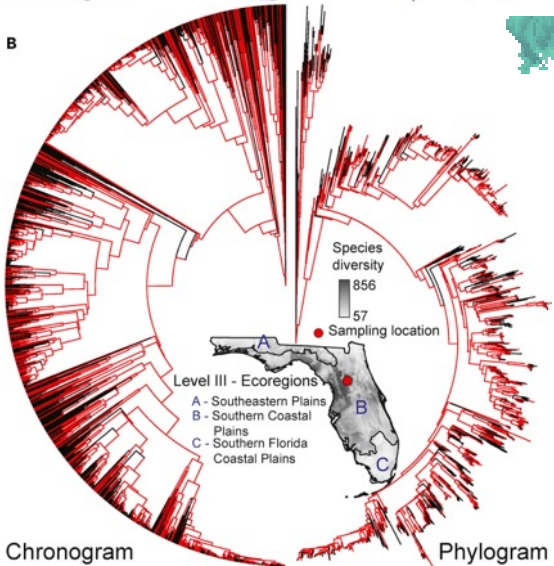 B
Species
diversity
856
57
Sampling location
A
Level III - Ecoregions
A - Southeastern Plains
B - Southern Coastal
Plains
C - Southern Florida
Coastal Plains
B
C
Chronogram
Phylogram